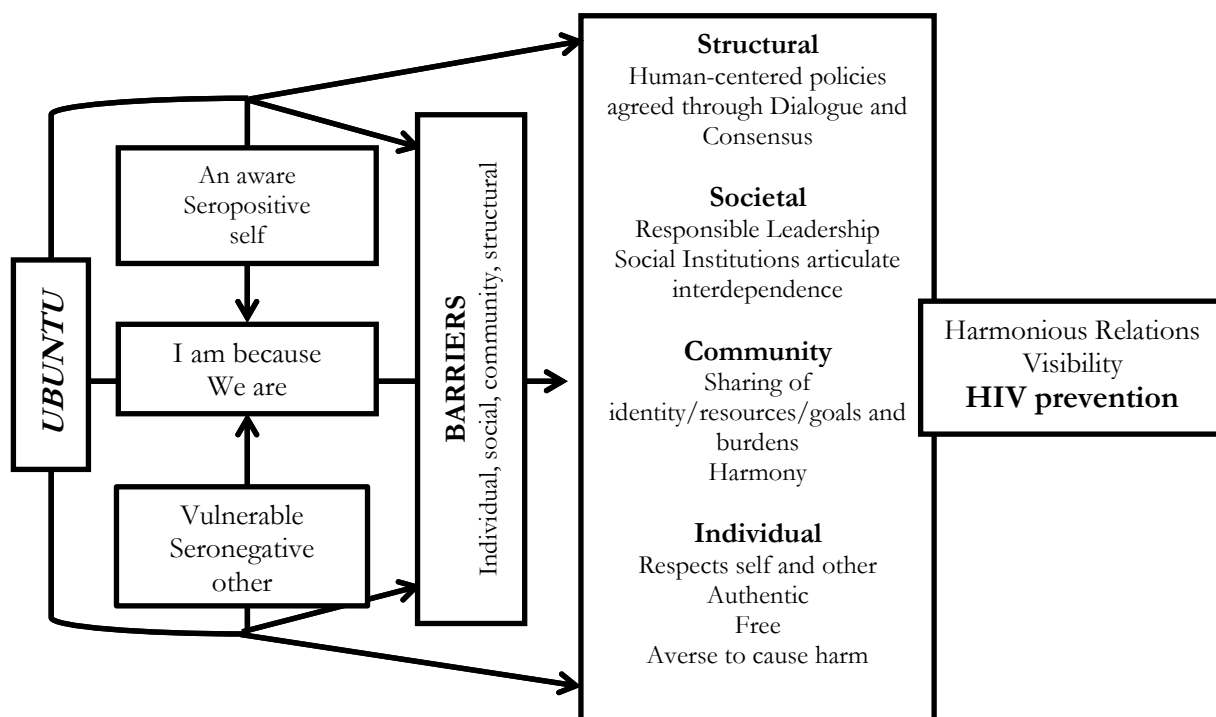 UBUNTU
An aware
Seropositive
self
I am because
We are
Vulnerable
Seronegative
other
BARRIERS
Individual, social, community, structural
Structural
Human-centered policies
agreed through Dialogue and
Consensus
Societal
Responsible Leadership
Social Institutions articulate
interdependence
Community
Sharing of
identity/resources/goals and
burdens
Harmony
Individual
Respects self and other
Authentic
Free
Averse to cause harm
Harmonious Relations
Visibility
HIV prevention